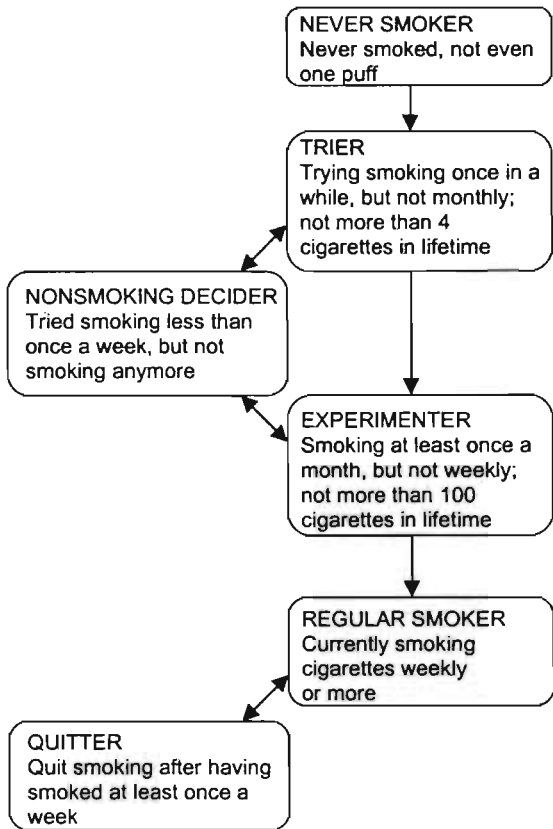 NEVER SMOKER
Never smoked, not even
one puff
TRIER
Trying smoking once in a
while, but not monthly;
not more than 4
cigarettes in lifetime
NONSMOKING DECIDER
Tried smoking less than
once a week, but not
smoking anymore
EXPERIMENTER
Smoking at least once a
month, but not weekly;
not more than 100
cigarettes in lifetime
REGULAR SMOKER
Currently smoking
cigarettes weekly
or more
QUITTER
Quit smoking after having
smoked at least once a
week